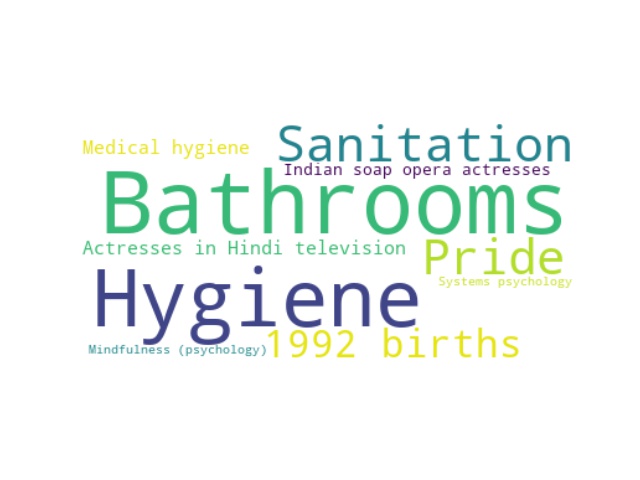 Sanitation
Medical hygiene
Indian soap opera actresses
Bathrooms
Actresses in Hindi television
Pride
Systems psychology
Hygiene
1992 births
Mindfulness (psychology)